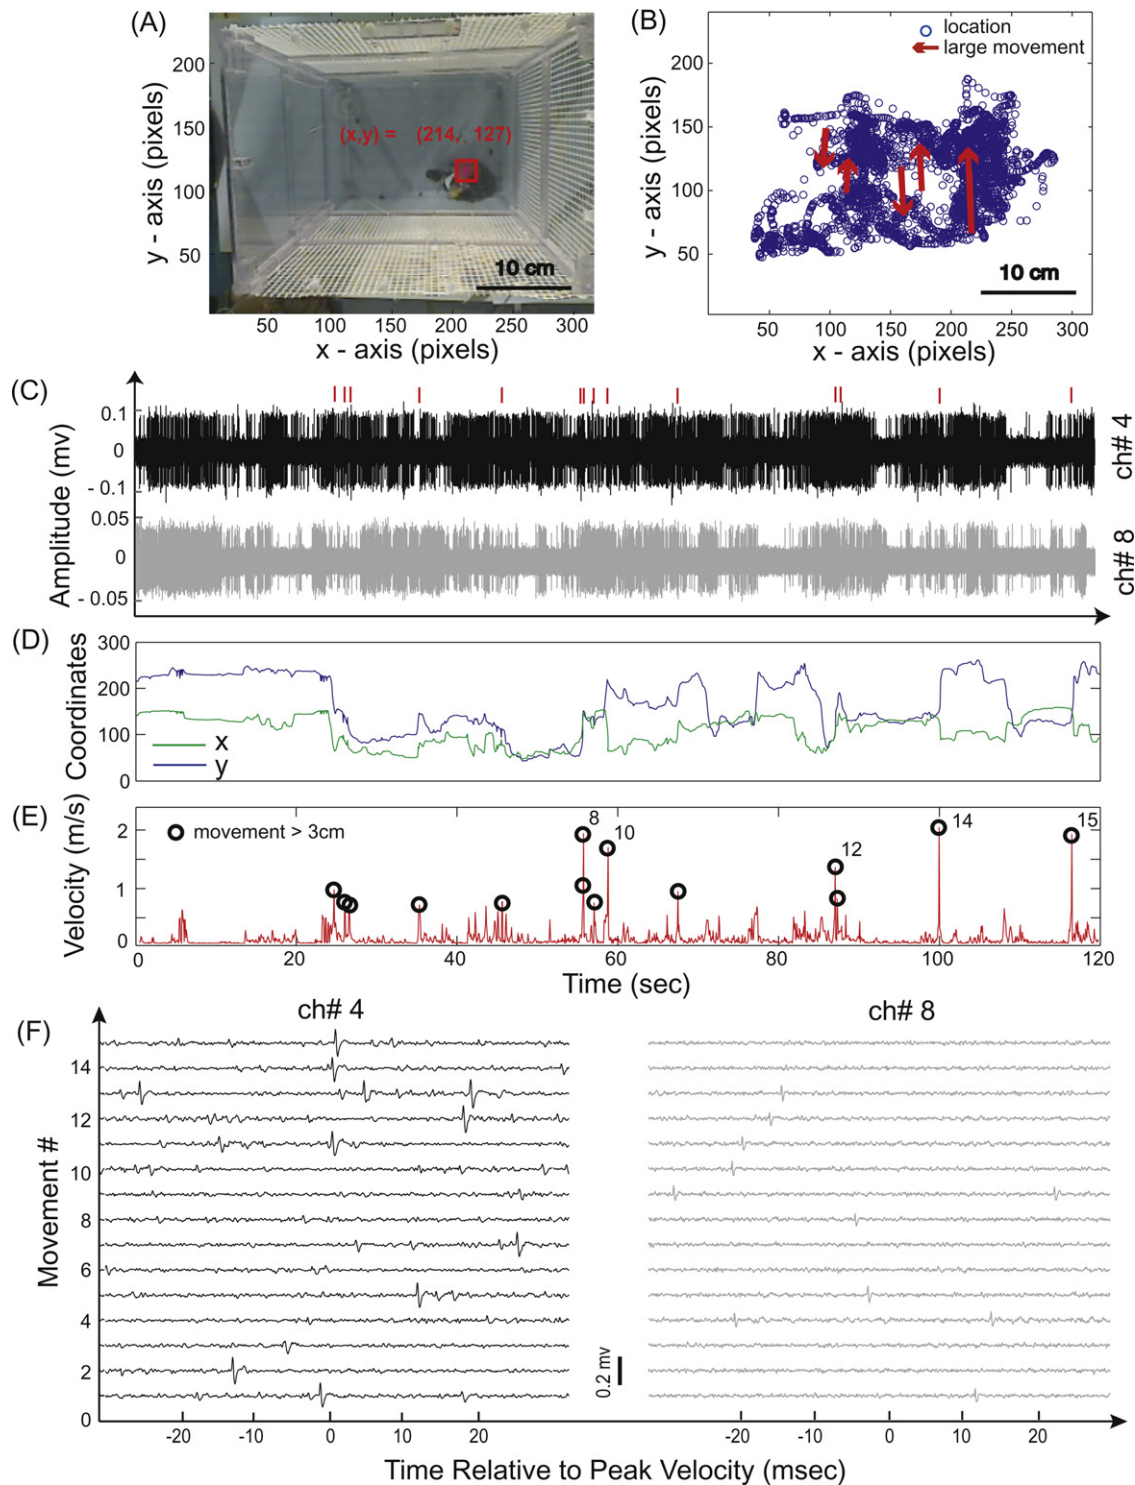 (A)
200
150
100
50
y - axis (pixels)
(x,y) = (214, 127)
10 cm
50 100 150 200 250 300
x - axis (pixels)
(B)
location
large movement
200
150
100
50
y - axis (pixels)
10 cm
50 100 150 200 250 300
x - axis (pixels)
(C)
Amplitude (mv)
0.1
0
- 0.1
ch# 4
0.05
0
- 0.05
ch# 8
(D)
Coordinates
300
200
100
0
x
y
(E)
Velocity (m/s)
2
1
0
movement > 3cm
8
10
12
14
15
0 20 40 60 80 100 120
Time (sec)
(F)
ch# 4
ch# 8
Movement #
14
12
10
8
6
4
2
0
0.2 mv
-20 -10 0 10 20
-20 -10 0 10 20
Time Relative to Peak Velocity (msec)